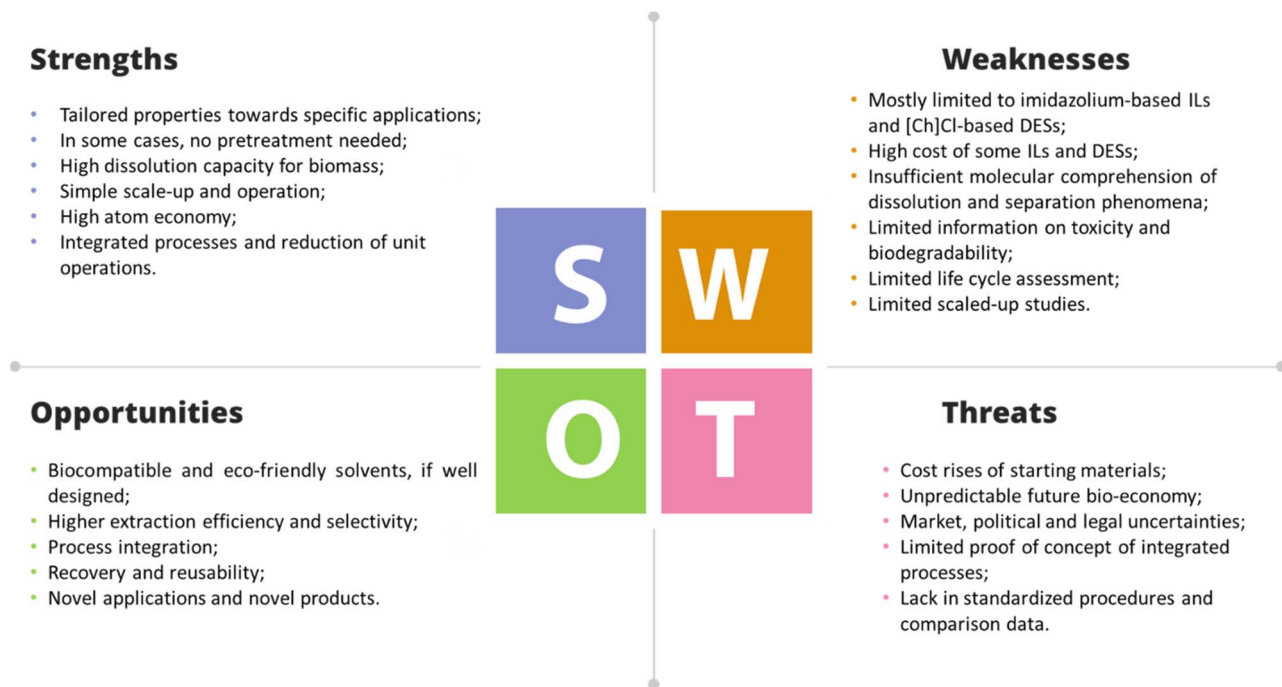 Strengths
Tailored properties towards specific applications;
In some cases, no pretreatment needed;
High dissolution capacity for biomass;
Simple scale-up and operation;
High atom economy;
Integrated processes and reduction of unit
operations.
Weaknesses
Mostly limited to imidazolium-based ILs
and [Ch]Cl-based DESs;
High cost of some ILs and DESs;
Insufficient molecular comprehension of
dissolution and separation phenomena;
Limited information on toxicity and
biodegradability;
Limited life cycle assessment;
Limited scaled-up studies.
S
W
O
T
Opportunities
Biocompatible and eco-friendly solvents, if well
designed;
Higher extraction efficiency and selectivity;
Process integration;
Recovery and reusability;
Novel applications and novel products.
Threats
Cost rises of starting materials;
Unpredictable future bio-economy;
Market, political and legal uncertainties;
Limited proof of concept of integrated
processes;
Lack in standardized procedures and
comparison data.